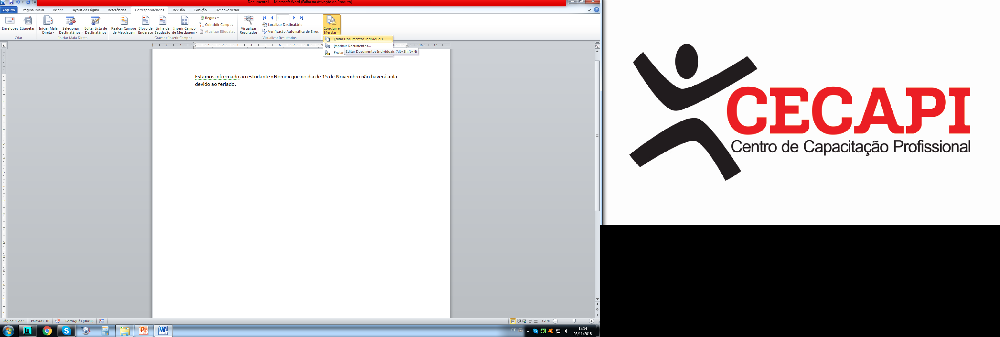 Documento1 - Microsoft Word (Falha na Ativação do Produto)
Arquivo Página Inicial Inserir Layout da Página Referências Correspondências Revisão Exibição Desenvolvedor
Envelopes Etiquetas
Criar
Iniciar Mala Direta
Selecionar Destinatários
Editar Lista de Destinatários
Iniciar Mala Direta
Realçar Campos de Mesclagem
Bloco de Endereço
Linha de Saudação
Inserir Campo de Mesclagem
Regras
Coincidir Campos
Atualizar Etiquetas
Gravar e Inserir Campos
Visualizar Resultados
1
Localizar Destinatário
Verificação Automática de Erros
Visualizar Resultados
Concluir e Mesclar
Editar Documentos Individuais...
Imprimir Documentos...
Enviar
Editar Documentos Individuais (Alt+Shift+N)
Estamos informado ao estudante «Nome» que no dia de 15 de Novembro não haverá aula
devido ao feriado.
CECAPI
Centro de Capacitação Profissional
Página: 1 de 1 Palavras: 18 Português (Brasil) 120%
PT 40 12:14
08/11/2018